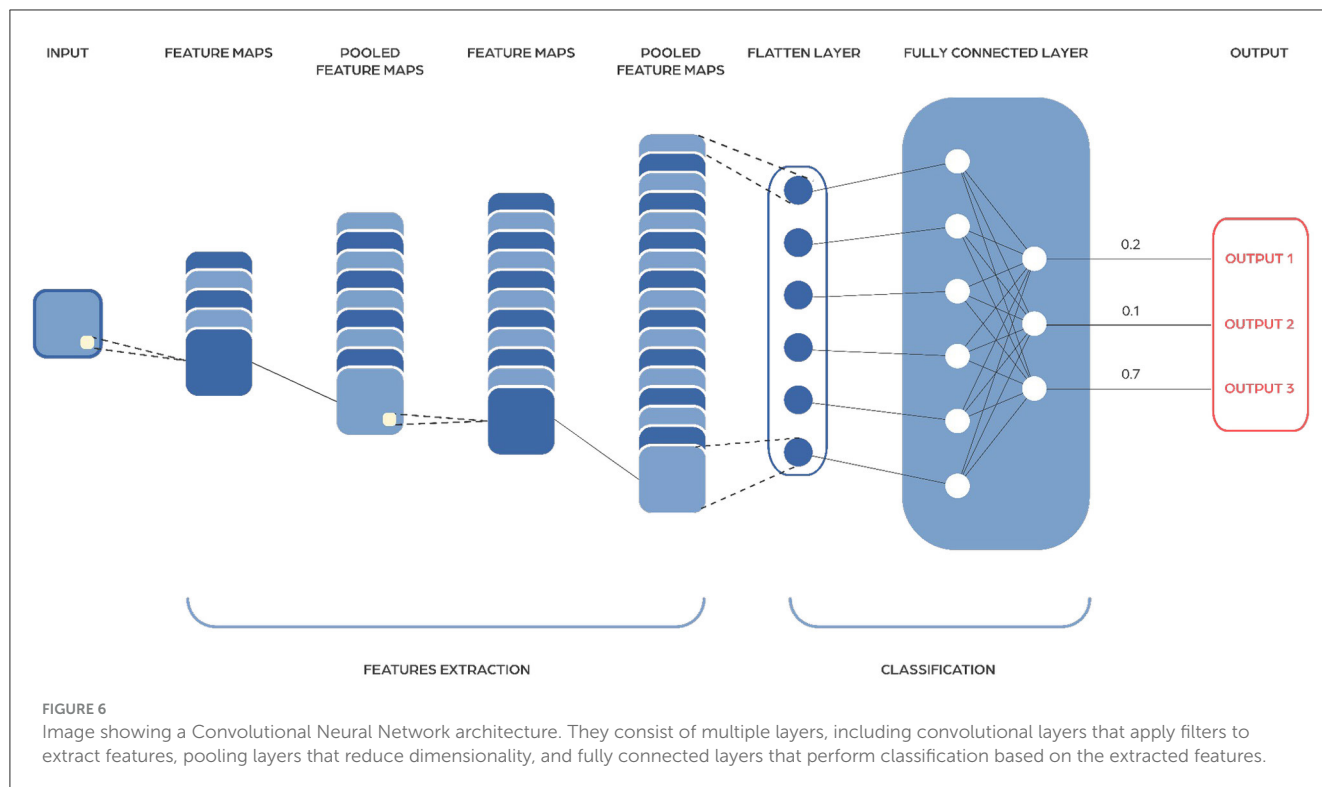 INPUT
FEATURE MAPS
POOLED
FEATURE MAPS
FEATURE MAPS
POOLED
FEATURE MAPS
FLATTEN LAYER
FULLY CONNECTED LAYER
OUTPUT
0.2
OUTPUT 1
0.1
OUTPUT 2
0.7
OUTPUT 3
FEATURES EXTRACTION
CLASSIFICATION
FIGURE 6
Image showing a Convolutional Neural Network architecture. They consist of multiple layers, including convolutional layers that apply filters to
extract features, pooling layers that reduce dimensionality, and fully connected layers that perform classification based on the extracted features.